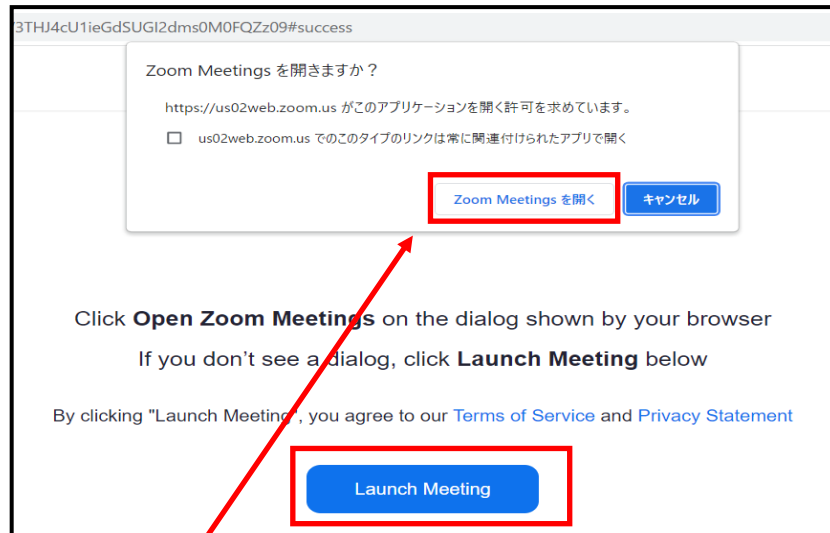 /3THJ4cU1ieGdSUGI2dms0M0FQZz09#success
Zoom Meetings を開きますか？
https://us02web.zoom.us がこのアプリケーションを開く許可を求めています。
us02web.zoom.us でのこのタイプのリンクは常に関連付けられたアプリで開く
Zoom Meetings を開く キャンセル
Click Open Zoom Meetings on the dialog shown by your browser
If you don't see a dialog, click Launch Meeting below
By clicking "Launch Meeting", you agree to our Terms of Service and Privacy Statement
Launch Meeting